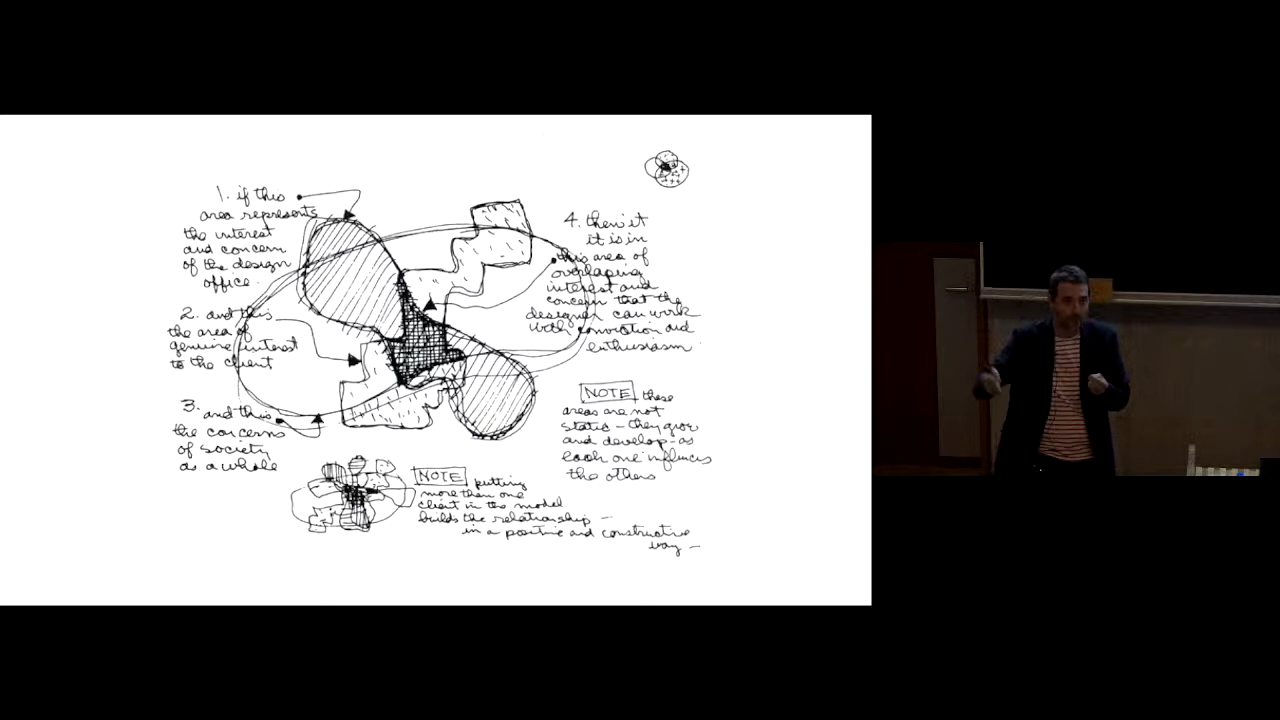 1. if this
area represents
the interest
and concern
of the design
office.
2. and this
the area of
genuine interest
to the client
3. and this
the concerns
of society
as a whole
4. then it
it is in
this area of
overlaping
interest and
concern that the
designer can work
with conviction and
enthusiasm
NOTE these
areas are not
static - they grow
and develop - as
each one influences
the others
NOTE putting
more than one
client in the model
builds the relationship —
in a positive and constructive
way —